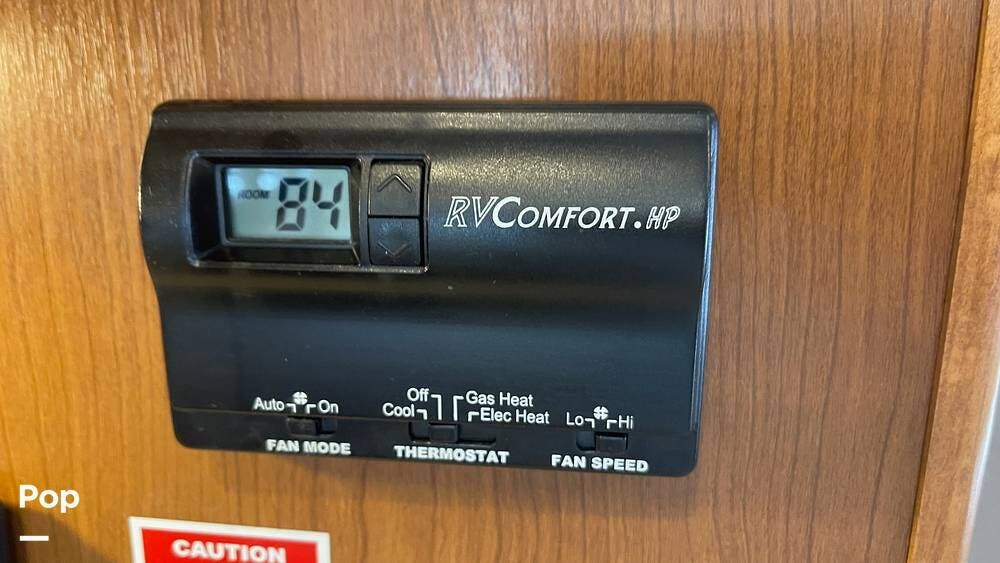 ROOM 84
RVCOMFORT.HP
Off Gas Heat
Auto On Cool Elec Heat Lo Hi
FAN MODE THERMOSTAT FAN SPEED
Pop
CAUTION